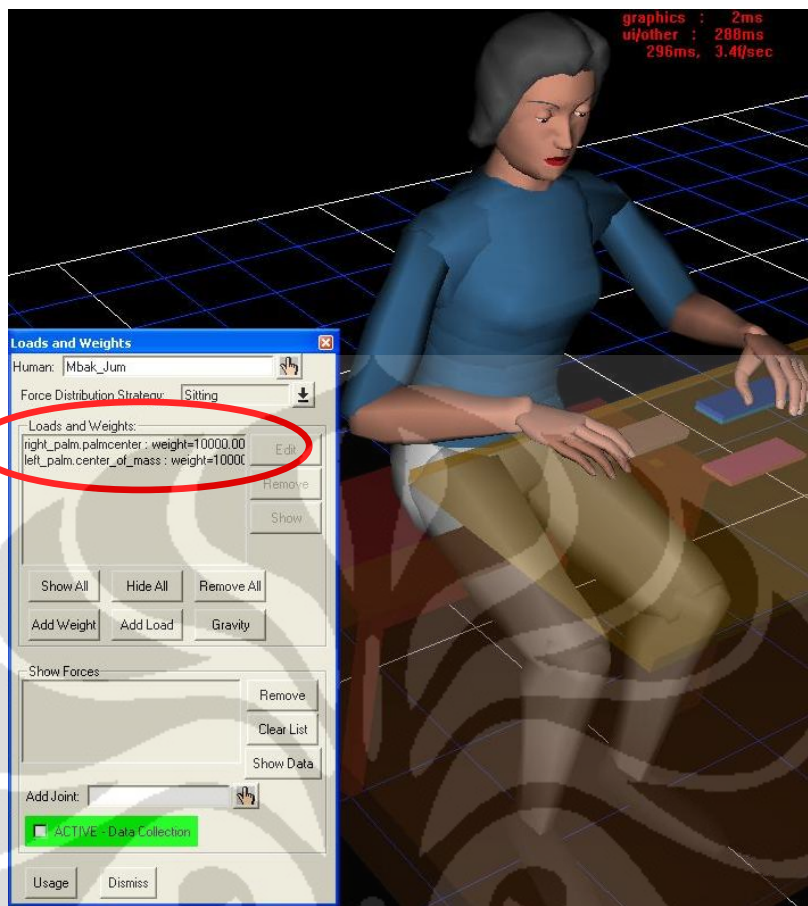 graphics : 2ms
ui/other : 288ms
296ms, 3.4f/sec
Loads and Weights
Human: Mbak_Jum
Force Distribution Strategy: Sitting
Loads and Weights:
right_palm.palmcenter : weight=10000.00
left_palm.center_of_mass : weight=1000
Edit
Remove
Show
Show All Hide All Remove All
Add Weight Add Load Gravity
Show Forces
Remove
Clear List
Show Data
Add Joint:
ACTIVE - Data Collection
Usage Dismiss